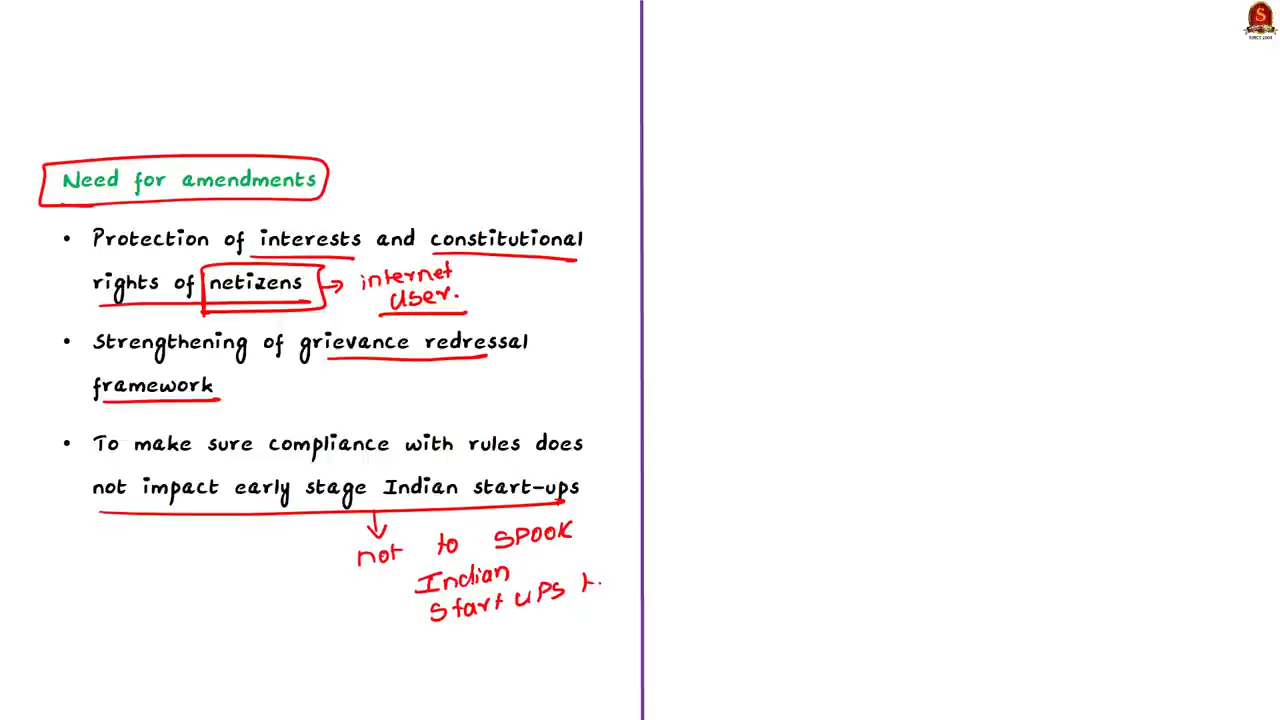 S
SINCE 2004
Need for amendments
• Protection of interests and constitutional
rights of netizens → internet
user.
• Strengthening of grievance redressal
framework
• To make sure compliance with rules does
not impact early stage Indian start-ups
not to SPOOK
Indian
Start UPS